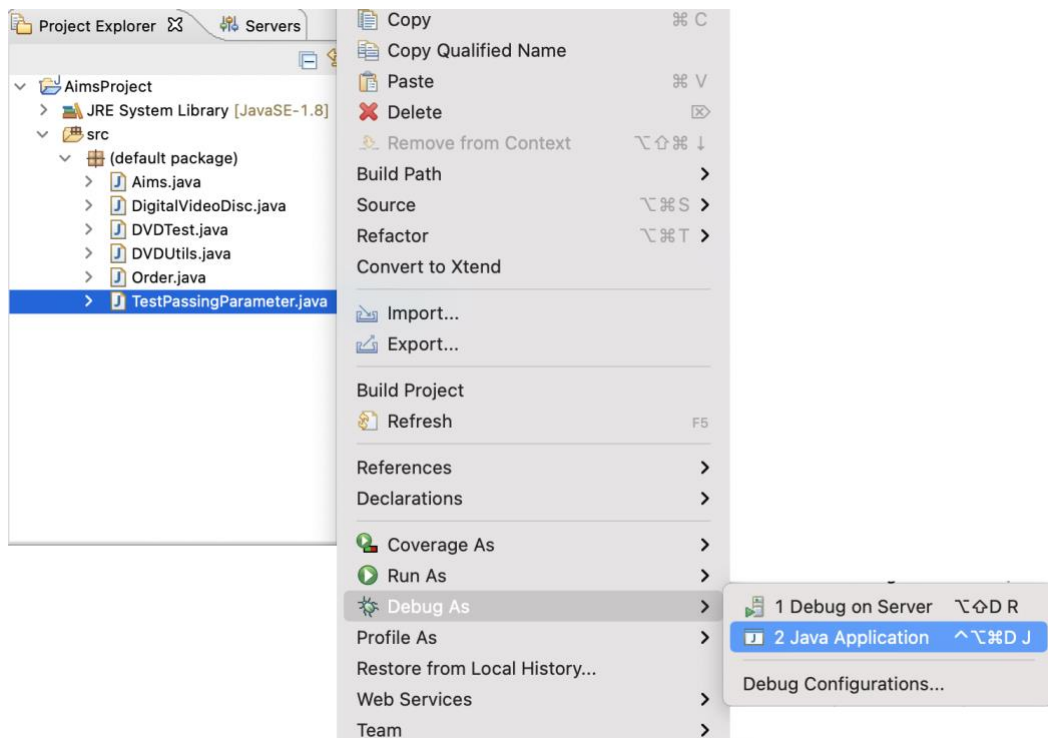 Project Explorer Servers
AimsProject
JRE System Library [JavaSE-1.8]
src
(default package)
Aims.java
DigitalVideoDisc.java
DVDTest.java
DVDUtils.java
Order.java
TestPassingParameter.java
Copy ⌘ C
Copy Qualified Name
Paste ⌘ V
Delete ⌦
Remove from Context ⌥⇧⌘ ↓
Build Path
Source ⌥⌘S
Refactor ⌥⌘T
Convert to Xtend
Import...
Export...
Build Project
Refresh F5
References
Declarations
Coverage As
Run As
Debug As
Profile As
Restore from Local History...
Web Services
Team
1 Debug on Server ⌥⇧D R
2 Java Application ^⌥⌘D J
Debug Configurations...